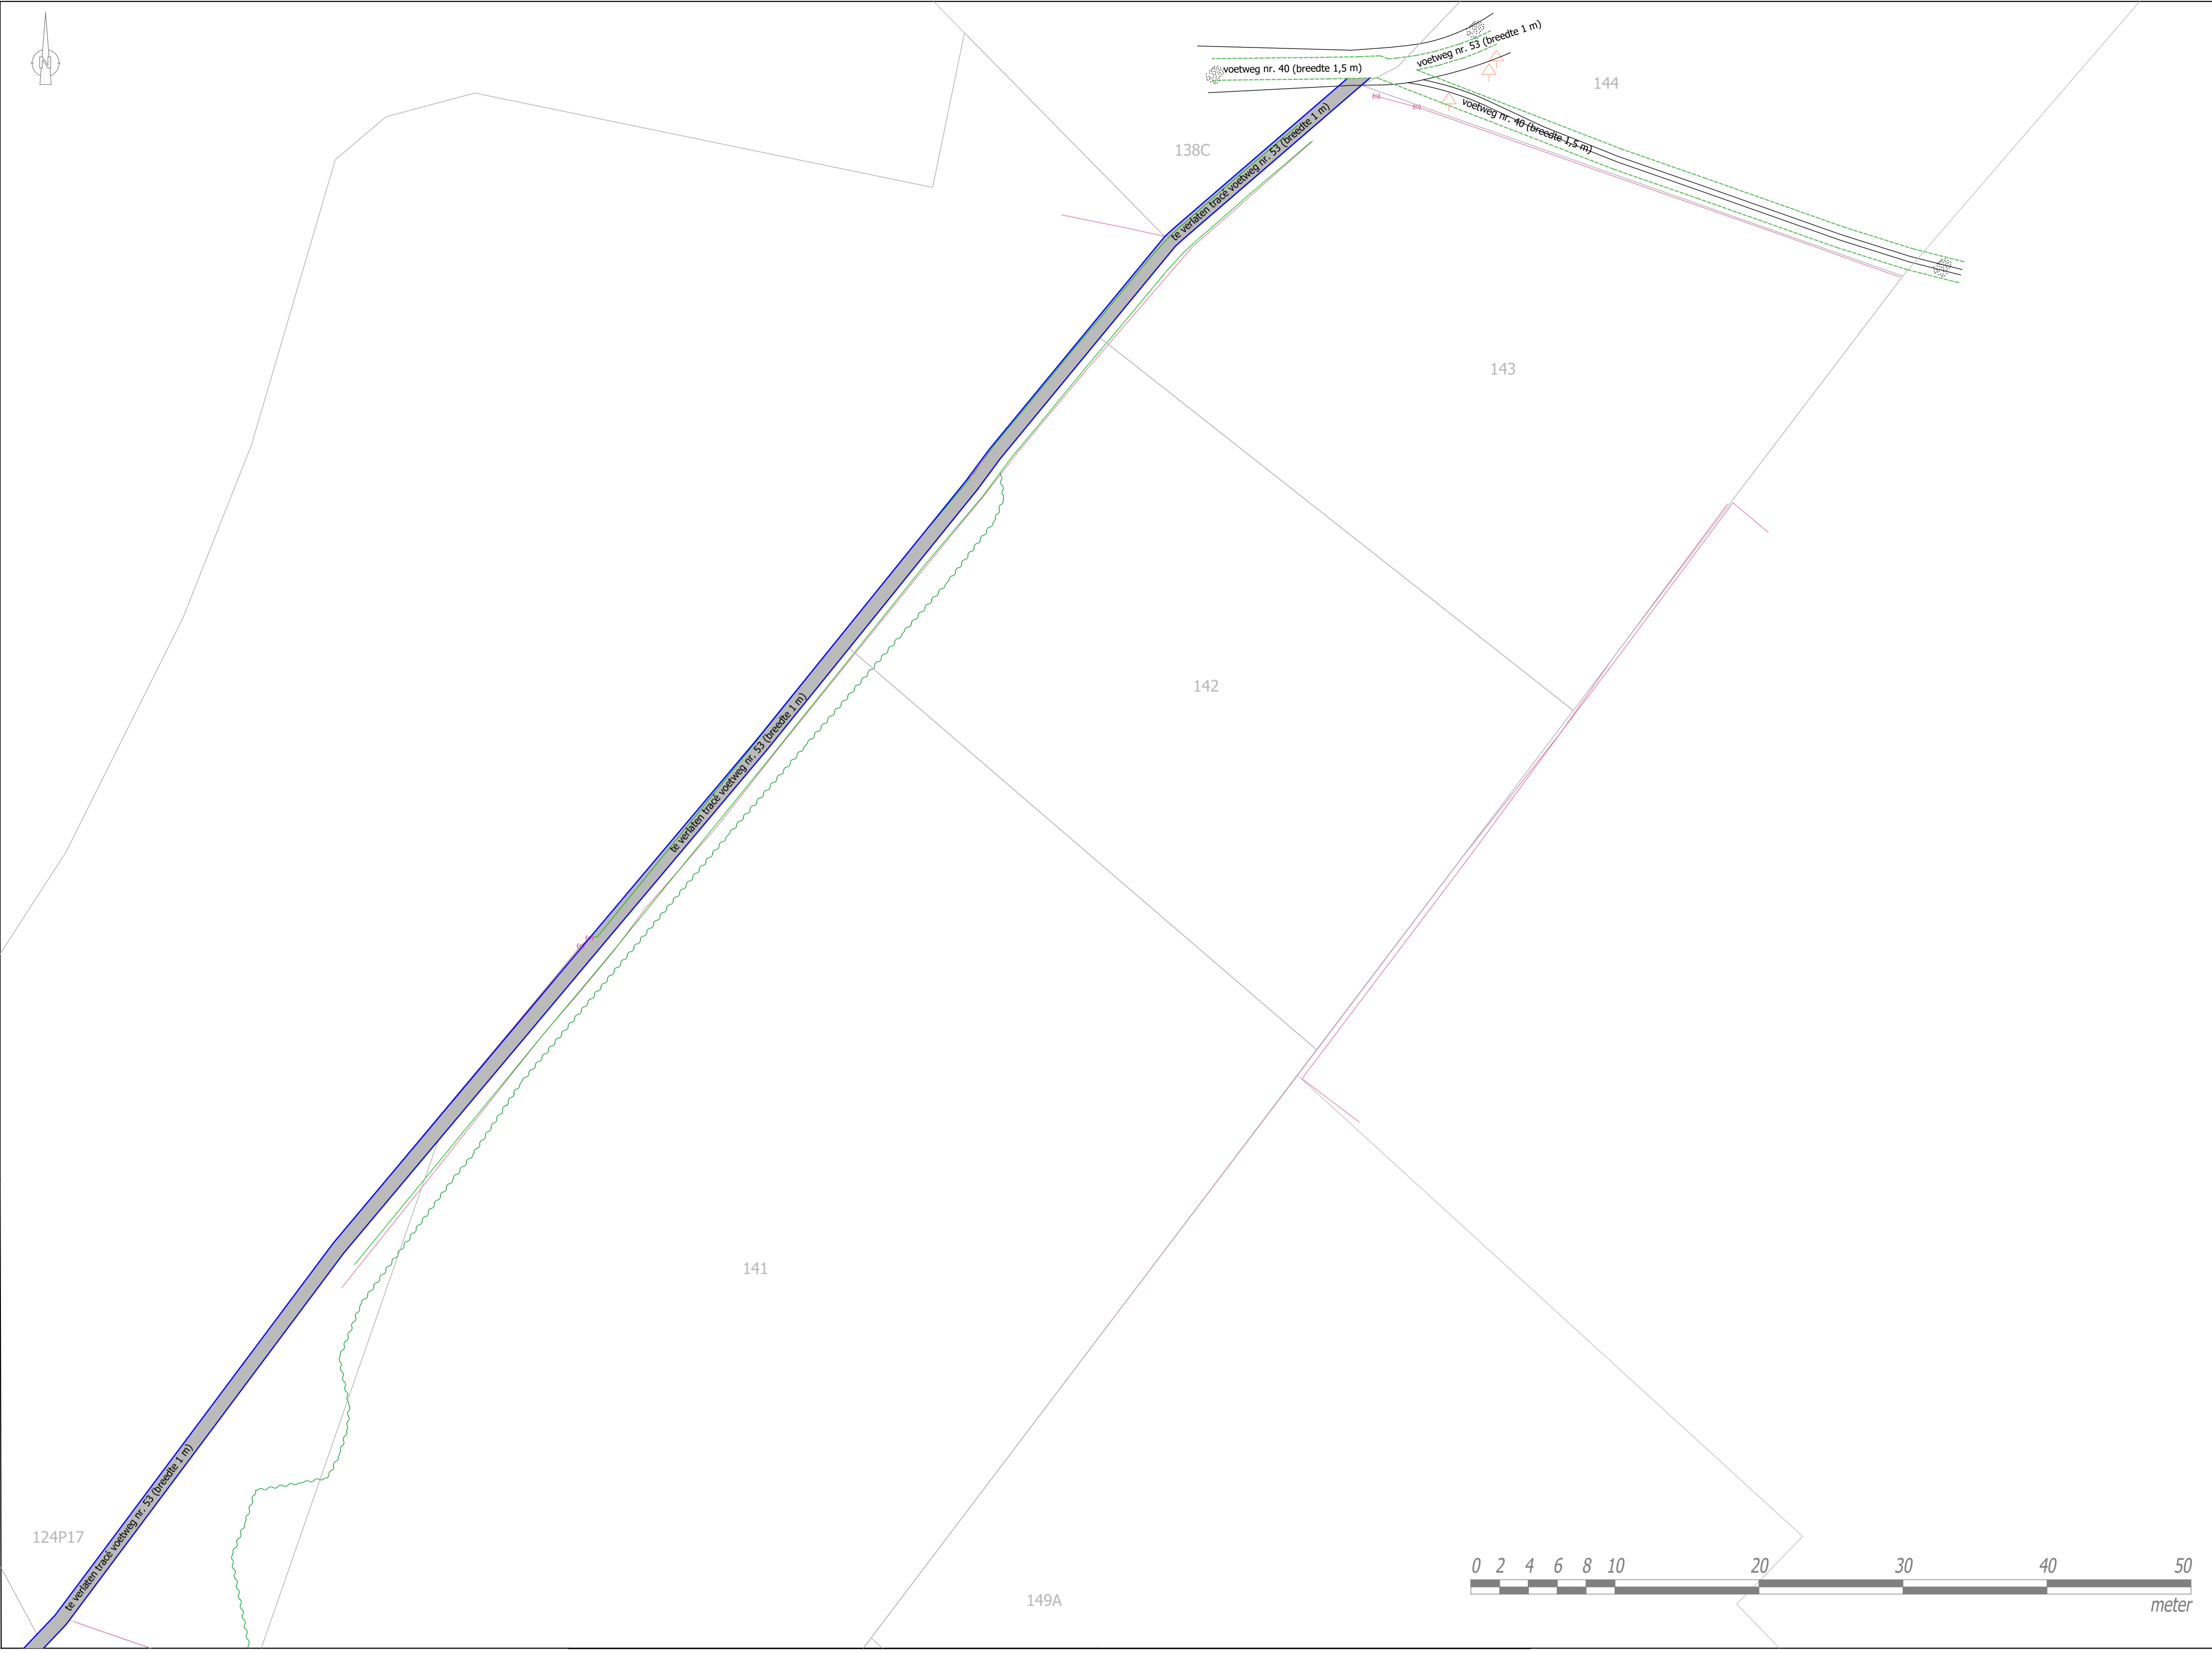 N
voetweg nr. 53 (breedte 1 m)
voetweg nr. 40 (breedte 1,5 m)
144
voetweg nr. 40 (breedte 1,5 m)
te verlaten tracé voetweg nr. 53 (breedte 1 m)
138C
143
142
te verlaten tracé voetweg nr. 53 (breedte 1 m)
141
te verlaten tracé voetweg nr. 53 (breedte 1 m)
124P17
149A
0 2 4 6 8 10 20 30 40 50
meter